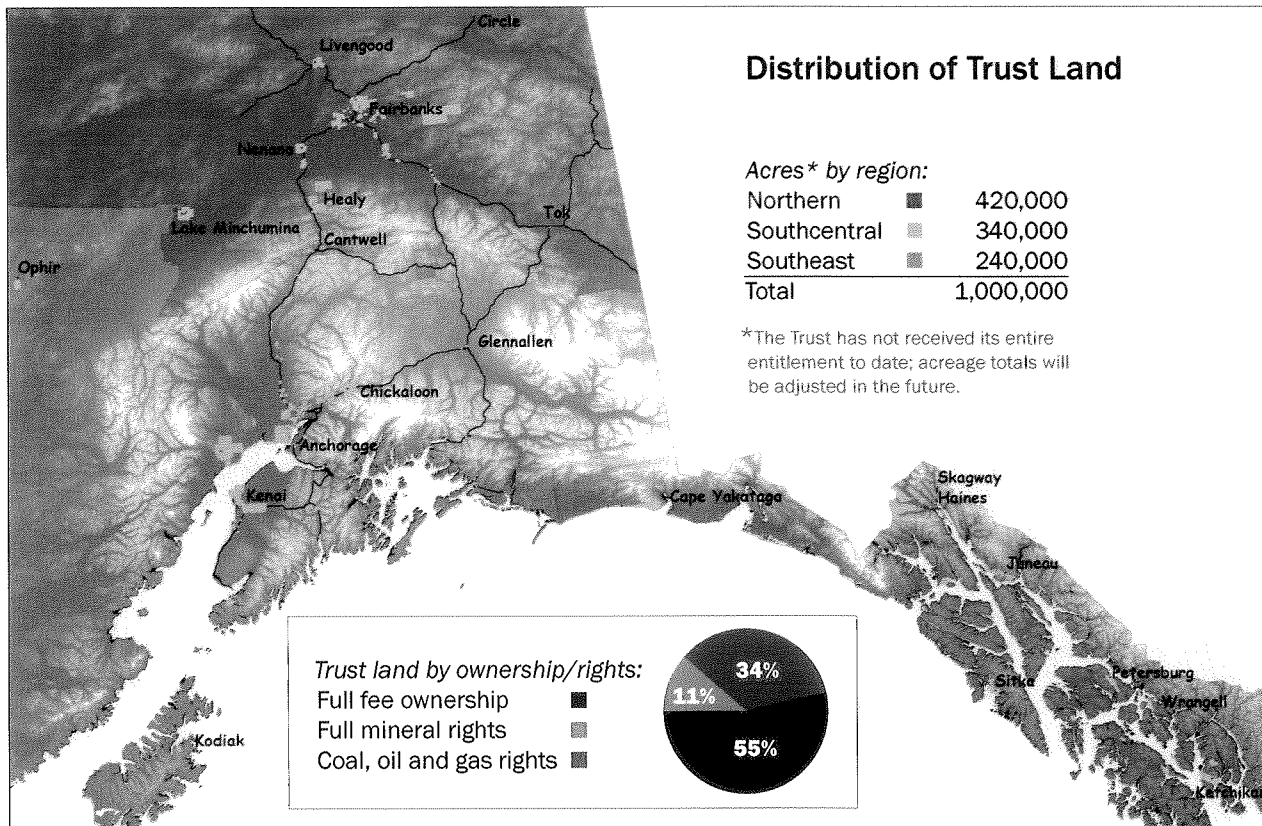 Circle
Livengood
Fairbanks
Nenana
Healy
Lake Minchumina
Cantwell
Tok
Ophir
Glennallen
Chickaloon
Anchorage
Kenai
Cape Yakataga
Skagway
Haines
Juneau
Sitka
Petersburg
Wrangell
Ketchikan
Kodiak
Distribution of Trust Land
Acres* by region:
Northern 420,000
Southcentral 340,000
Southeast 240,000
Total 1,000,000
*The Trust has not received its entire
entitlement to date; acreage totals will
be adjusted in the future.
Trust land by ownership/rights:
Full fee ownership
Full mineral rights
Coal, oil and gas rights
34%
11%
55%